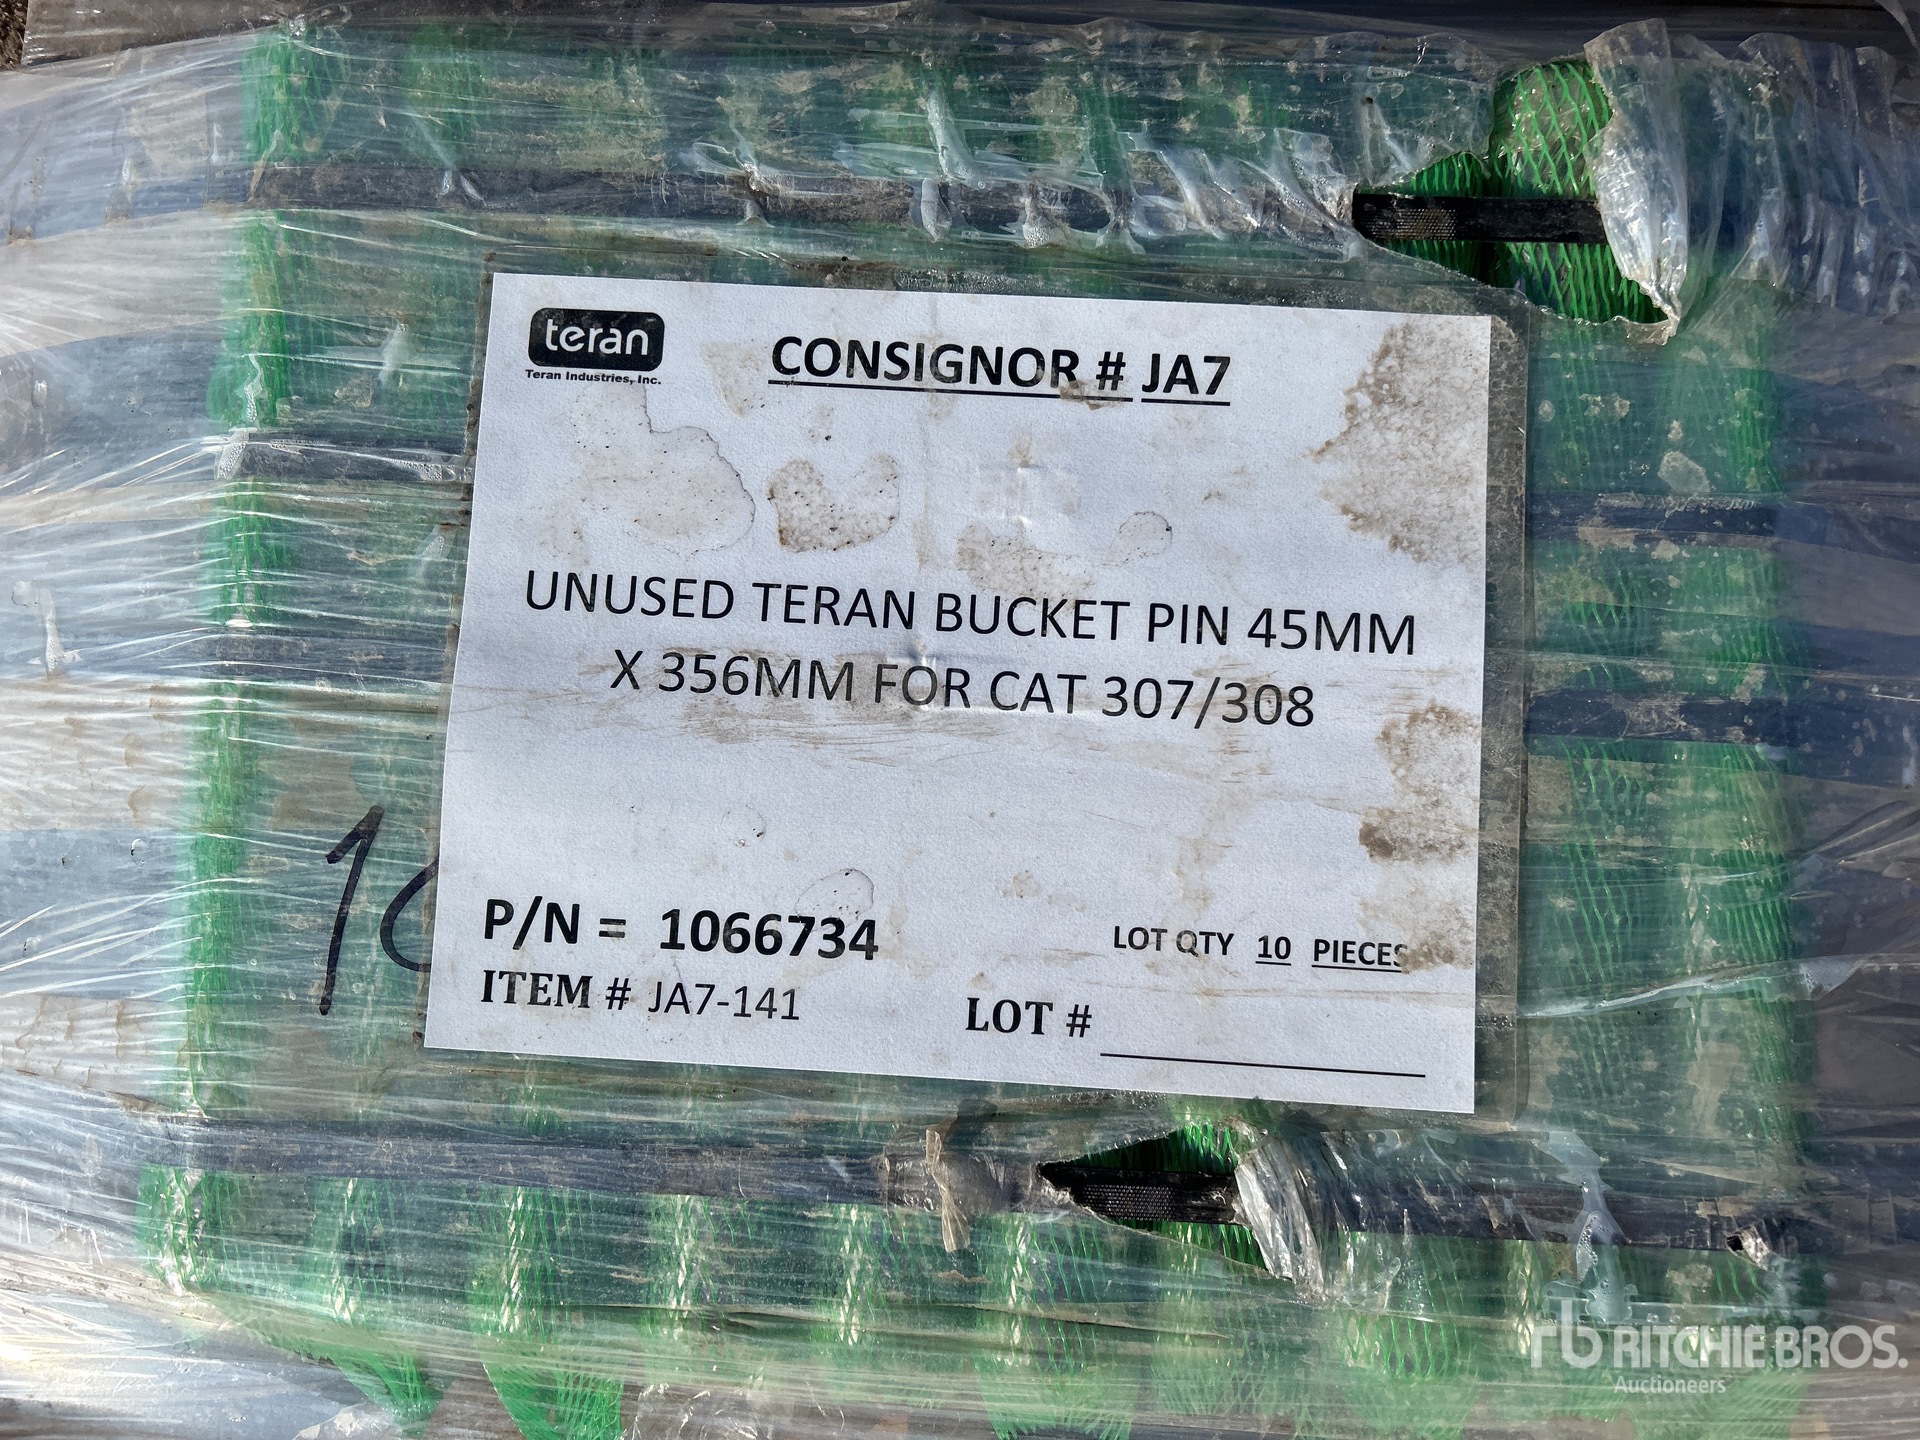 teran
Teran Industries, Inc.
CONSIGNOR # JA7
UNUSED TERAN BUCKET PIN 45MM
X 356MM FOR CAT 307/308
P/N = 1066734
LOT QTY 10 PIECES
ITEM # JA7-141
LOT #
rb RITCHIE BROS.
Auctioneers